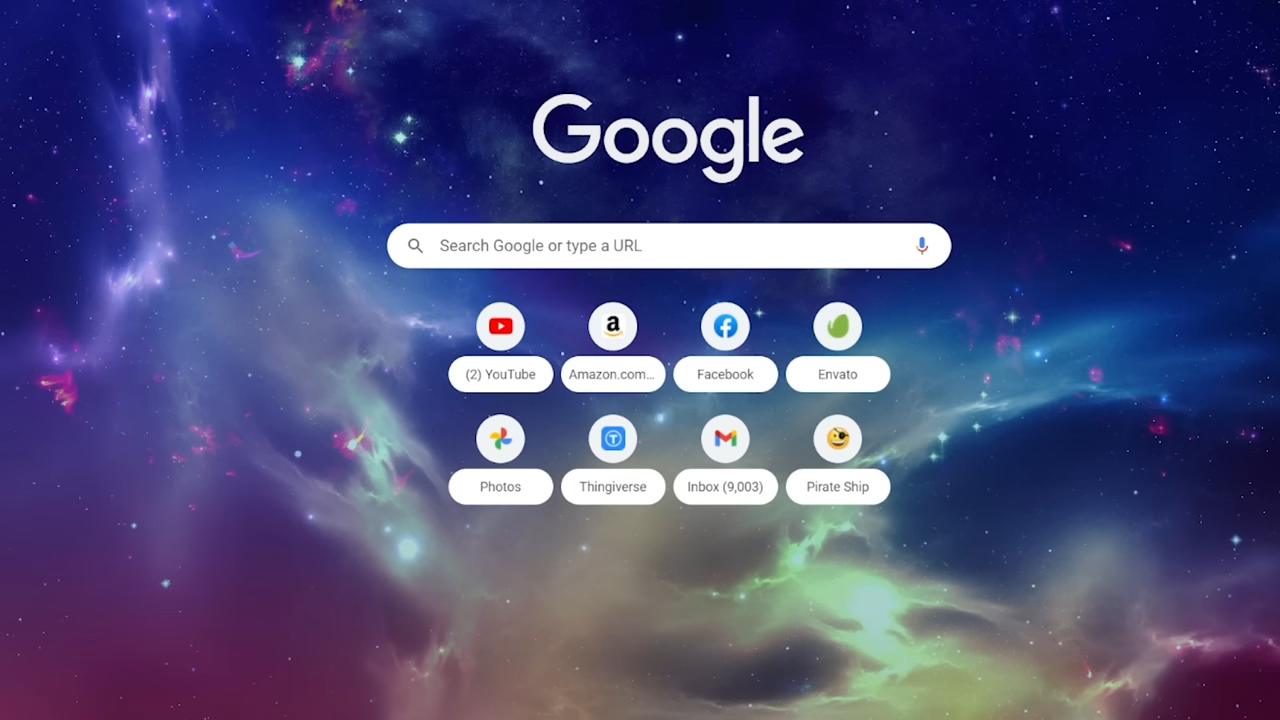 Google
Search Google or type a URL
(2) YouTube
Amazon.com...
Facebook
Envato
Photos
Thingiverse
Inbox (9,003)
Pirate Ship